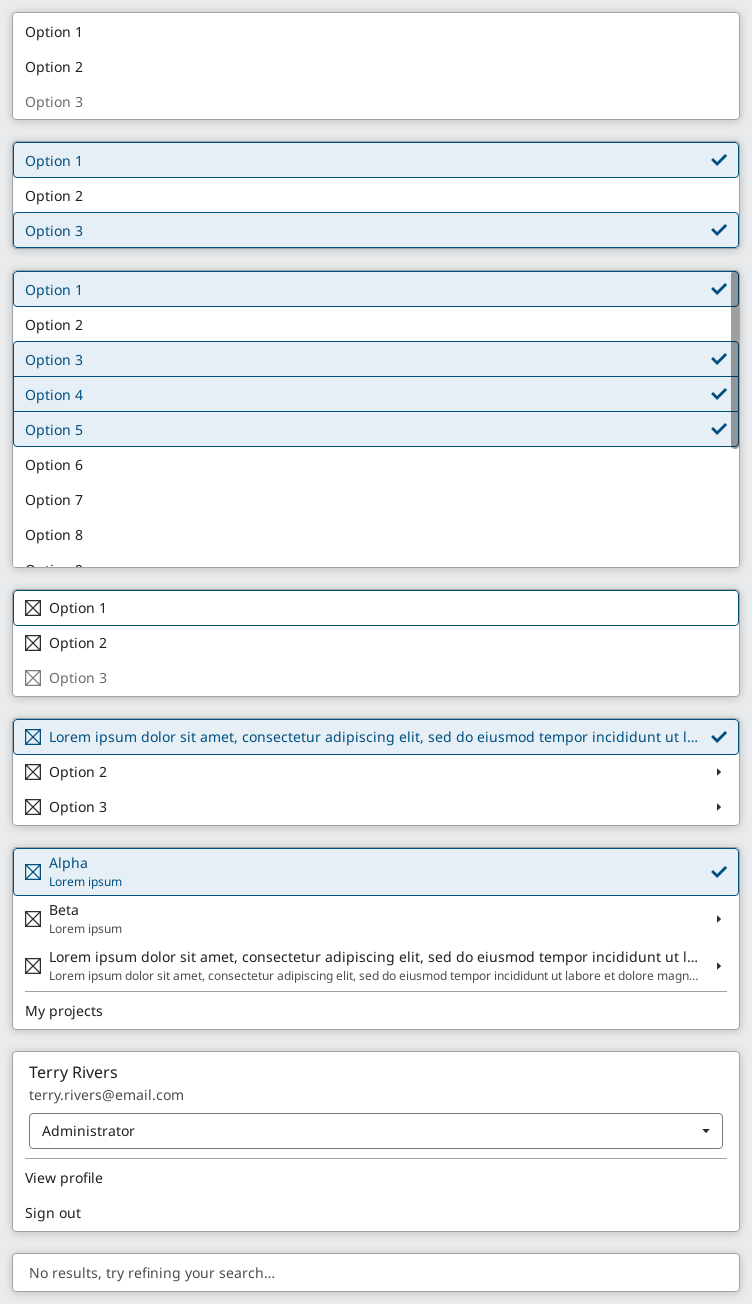 Option 1
Option 2
Option 3
Option 1
Option 2
Option 3
Option 1
Option 2
Option 3
Option 4
Option 5
Option 6
Option 7
Option 8
Option 1
Option 2
Option 3
Lorem ipsum dolor sit amet, consectetur adipiscing elit, sed do eiusmod tempor incididunt ut l...
Option 2
Option 3
Alpha
Lorem ipsum
Beta
Lorem ipsum
Lorem ipsum dolor sit amet, consectetur adipiscing elit, sed do eiusmod tempor incididunt ut l...
Lorem ipsum dolor sit amet, consectetur adipiscing elit, sed do eiusmod tempor incididunt ut labore et dolore magn...
My projects
Terry Rivers
terry.rivers@email.com
Administrator
View profile
Sign out
No results, try refining your search...